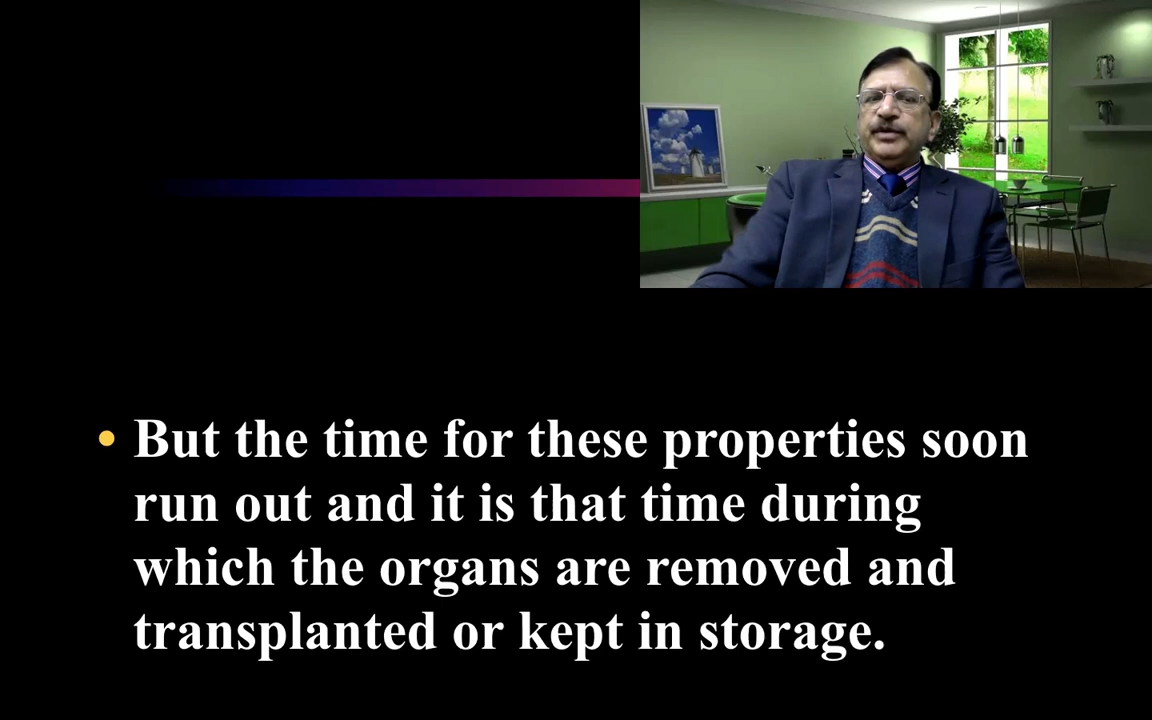 But the time for these properties soon
run out and it is that time during
which the organs are removed and
transplanted or kept in storage.